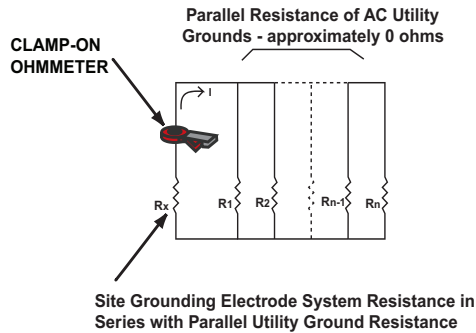 Parallel Resistance of AC Utility
Grounds - approximately 0 ohms
CLAMP-ON
OHMMETER
I
Rx
R1
R2
Rn-1
Rn
Site Grounding Electrode System Resistance in
Series with Parallel Utility Ground Resistance